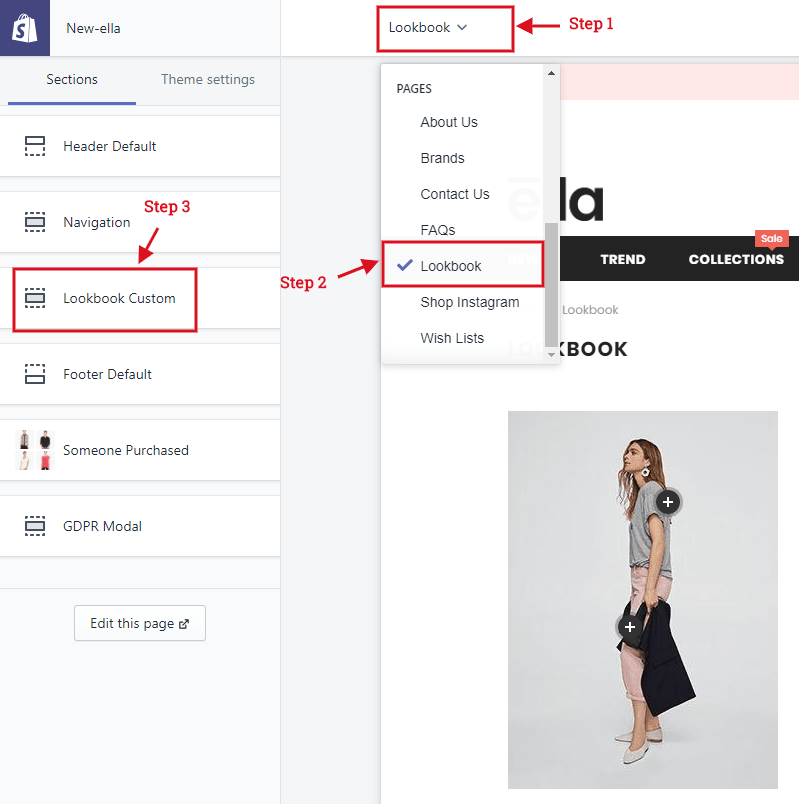 New-ella
Lookbook
Step 1
Sections
Theme settings
Header Default
Navigation
Step 3
Lookbook Custom
Footer Default
Someone Purchased
GDPR Modal
Edit this page
PAGES
About Us
Brands
Contact Us
FAQs
Lookbook
Shop Instagram
Wish Lists
Step 2
ella
Sale
TREND
COLLECTIONS
Lookbook
LOOKBOOK